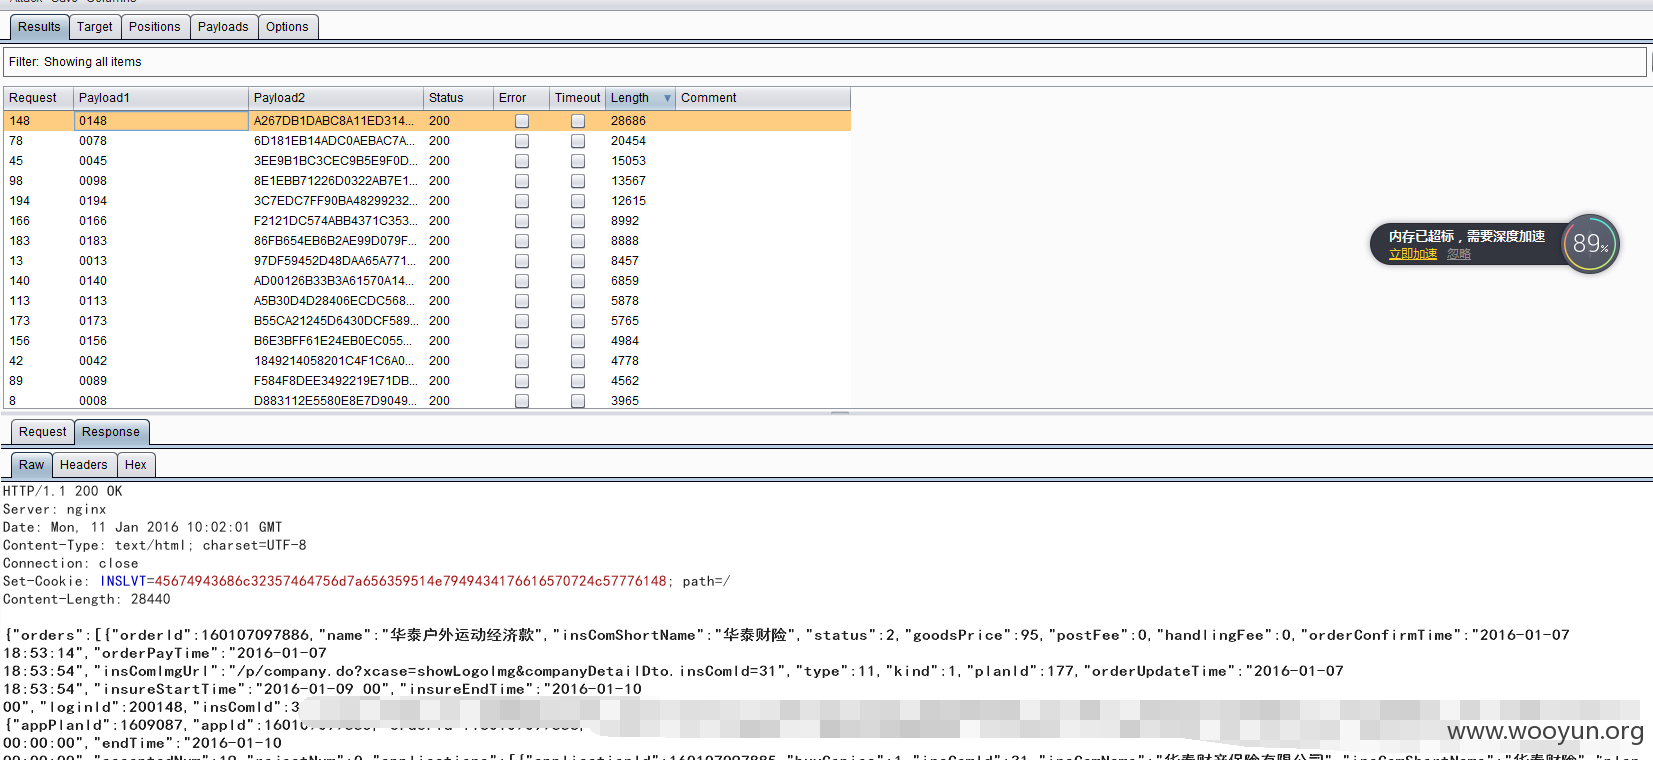 Results Target Positions Payloads Options
Filter: Showing all items
Request Payload1 Payload2 Status Error Timeout Length Comment
148 0148 A267DB1DABC8A11ED314... 200 28686
78 0078 6D181EB14ADC0AEBAC7A... 200 20454
45 0045 3EE9B1BC3CEC9B5E9F0D... 200 15053
98 0098 8E1EBB71226D0322AB7E1... 200 13567
194 0194 3C7EDC7FF90BA48299232... 200 12615
166 0166 F2121DC574ABB4371C353... 200 8992
183 0183 86FB654EB6B2AE99D079F... 200 8888
13 0013 97DF59452D48DAA65A771... 200 8457
140 0140 AD00126B33B3A61570A14... 200 6859
113 0113 A5B30D4D28406ECDC568... 200 5878
173 0173 B55CA21245D6430DCF589... 200 5765
156 0156 B6E3BFF61E24EB0EC055... 200 4984
42 0042 1849214058201C4F1C6A0... 200 4778
89 0089 F584F8DEE3492219E71DB... 200 4562
8 0008 D883112E5580E8E7D9049... 200 3965
内存已超标，需要深度加速
立即加速 忽略
89%
Request Response
Raw Headers Hex
HTTP/1.1 200 OK
Server: nginx
Date: Mon, 11 Jan 2016 10:02:01 GMT
Content-Type: text/html; charset=UTF-8
Connection: close
Set-Cookie: INSLVT=45674943686c32357464756d7a656359514e7949434176616570724c57776148; path=/
Content-Length: 28440
{"orders":[{"orderId":160107097886,"name":"华泰户外运动经济款","insComShortName":"华泰财险","status":2,"goodsPrice":95,"postFee":0,"handlingFee":0,"orderConfirmTime":"2016-01-07
18:53:14","orderPayTime":"2016-01-07
18:53:54","insComImgUrl":"/p/company.do?xcase=showLogoImg&companyDetailDto.insComId=31","type":11,"kind":1,"planId":177,"orderUpdateTime":"2016-01-07
18:53:54","insureStartTime":"2016-01-09 00","insureEndTime":"2016-01-10
00","loginId":200148,"insComId":3
{"appPlanId":1609087,"appId":
00:00:00","endTime":"2016-01-10
www.wooyun.org